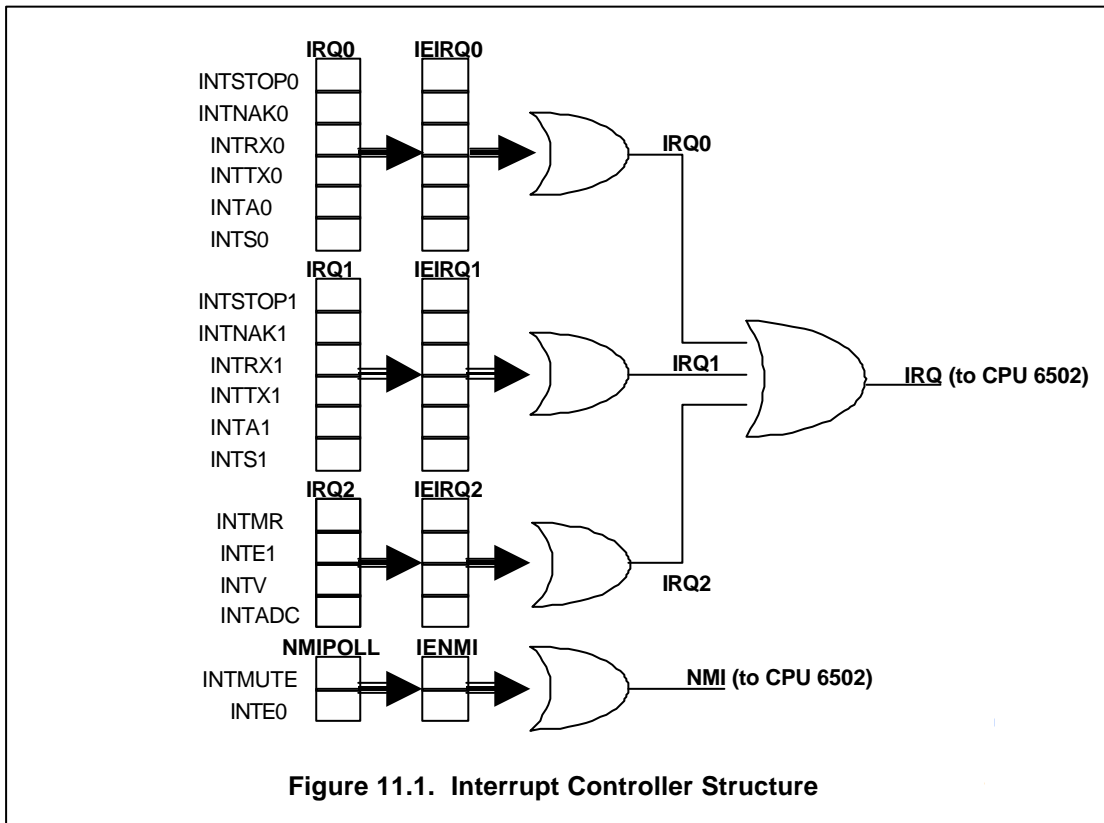 IRQ0 IEIRQ0
INTSTOP0
INTNAK0
INTRX0
INTTX0
INTA0
INTS0
IRQ0
IRQ1 IEIRQ1
INTSTOP1
INTNAK1
INTRX1
INTTX1
INTA1
INTS1
IRQ1
IRQ (to CPU 6502)
IRQ2 IEIRQ2
INTMR
INTE1
INTV
INTADC
IRQ2
NMIPOLL IENMI
INTMUTE
INTE0
NMI (to CPU 6502)
Figure 11.1. Interrupt Controller Structure